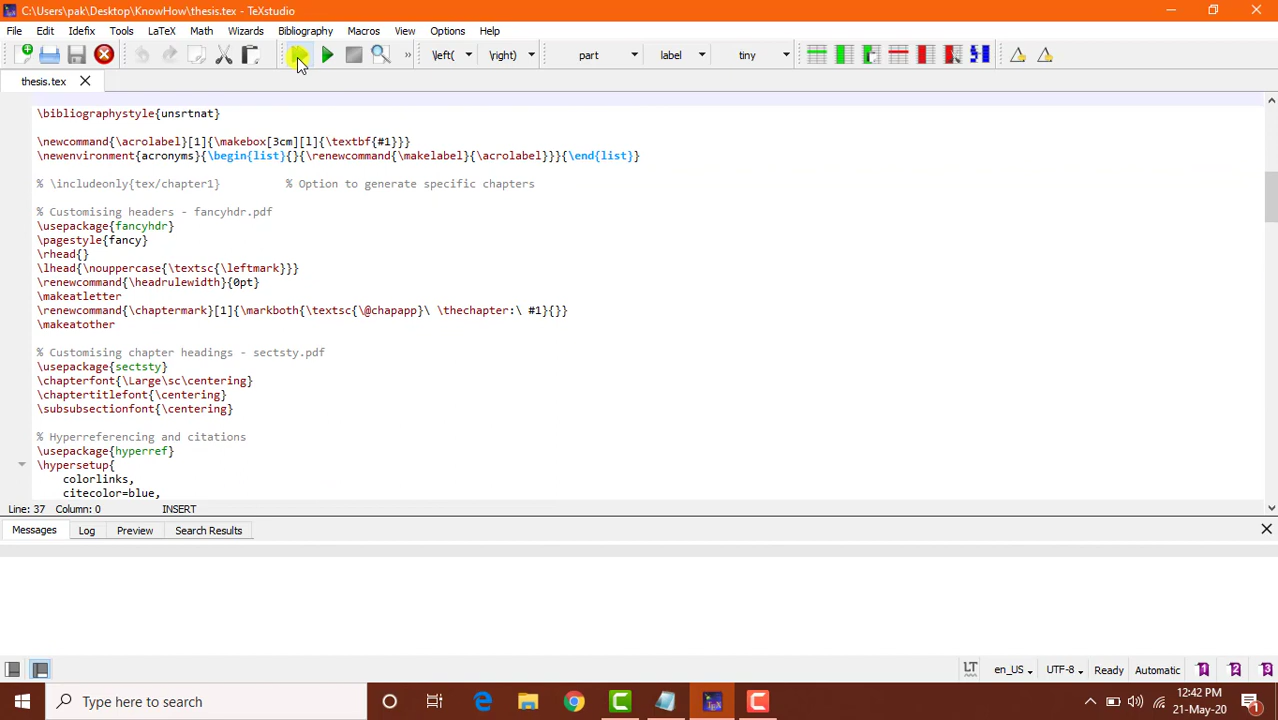 C:\Users\pak\Desktop\KnowHow\thesis.tex - TeXstudio
File Edit Idefix Tools LaTeX Math Wizards Bibliography Macros View Options Help
» \left( \right) part label tiny
thesis.tex
\bibliographystyle{unsrtnat}
\newcommand{\acrolabel}[1]{\makebox[3cm][l]{\textbf{#1}}}
\newenvironment{acronyms}{\begin{list}{}{\renewcommand{\makelabel}{\acrolabel}}}{\end{list}}
% \includeonly{tex/chapter1} % Option to generate specific chapters
% Customising headers - fancyhdr.pdf
\usepackage{fancyhdr}
\pagestyle{fancy}
\rhead{}
\lhead{\nouppercase{\textsc{\leftmark}}}
\renewcommand{\headrulewidth}{0pt}
\makeatletter
\renewcommand{\chaptermark}[1]{\markboth{\textsc{\@chapapp}\ \thechapter:\ #1}{}}
\makeatother
% Customising chapter headings - sectsty.pdf
\usepackage{sectsty}
\chapterfont{\Large\sc\centering}
\chaptertitlefont{\centering}
\subsubsectionfont{\centering}
% Hyperreferencing and citations
\usepackage{hyperref}
\hypersetup{
colorlinks,
citecolor=blue,
Line: 37 Column: 0 INSERT
Messages Log Preview Search Results
LT en_US UTF-8 Ready Automatic 1 2 3
Type here to search
12:42 PM
21-May-20
1